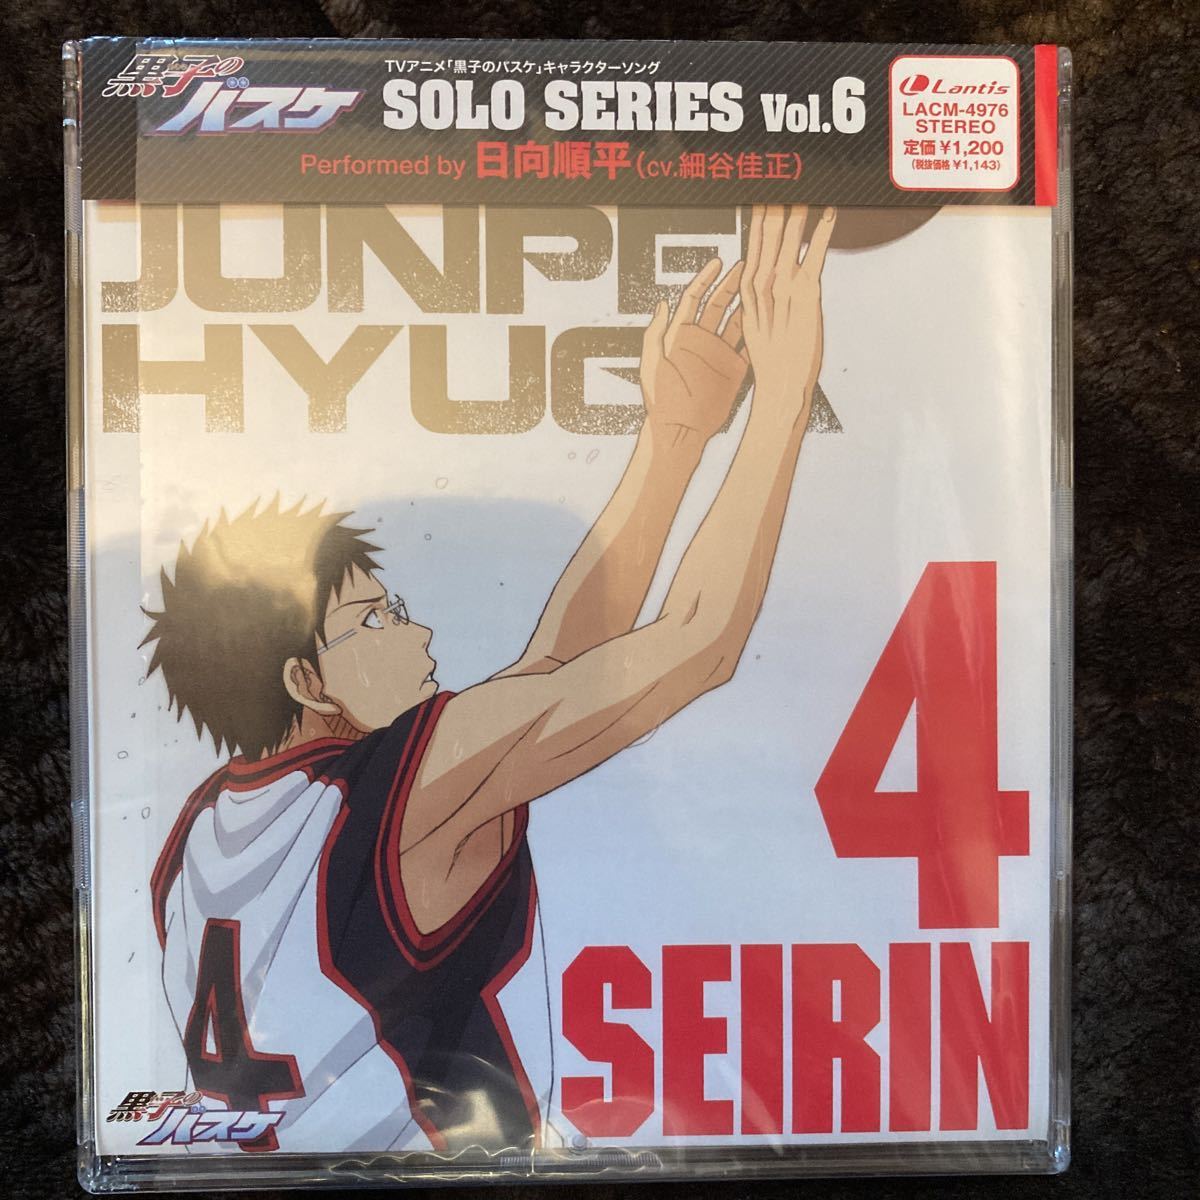 黒子の
バスケ
TVアニメ「黒子のバスケ」キャラクターソング
SOLO SERIES Vol.6
Performed by 日向順平(cv.細谷佳正)
Lantis
LACM-4976
STEREO
定価¥1,200
(税抜価格¥1,143)
JUNPE
HYUGA
4
SEIRIN
4
黒子の
バスケ